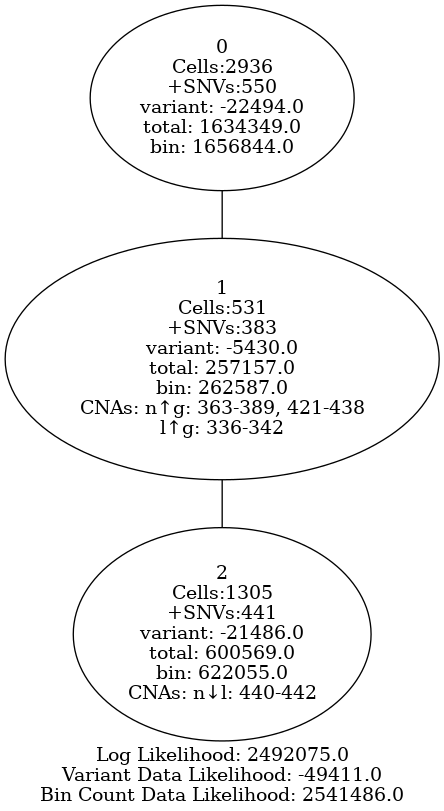 0
Cells:2936
+SNVs:550
variant: -22494.0
total: 1634349.0
bin: 1656844.0
1
Cells:531
+SNVs:383
variant: -5430.0
total: 257157.0
bin: 262587.0
CNAs: n↑g: 363-389, 421-438
l↑g: 336-342
2
Cells:1305
+SNVs:441
variant: -21486.0
total: 600569.0
bin: 622055.0
CNAs: n↓l: 440-442
Log Likelihood: 2492075.0
Variant Data Likelihood: -49411.0
Bin Count Data Likelihood: 2541486.0